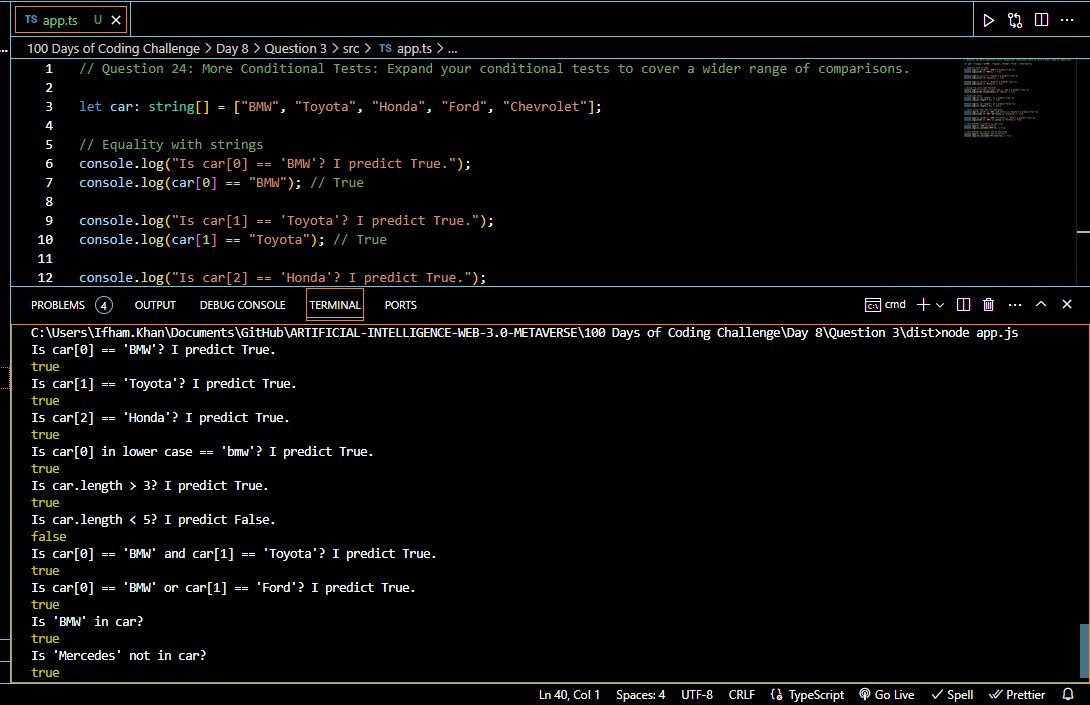 TS app.ts U
100 Days of Coding Challenge > Day 8 > Question 3 > src > TS app.ts > ...
1 // Question 24: More Conditional Tests: Expand your conditional tests to cover a wider range of comparisons.
2
3 let car: string[] = ["BMW", "Toyota", "Honda", "Ford", "Chevrolet"];
4
5 // Equality with strings
6 console.log("Is car[0] == 'BMW'? I predict True.");
7 console.log(car[0] == "BMW"); // True
8
9 console.log("Is car[1] == 'Toyota'? I predict True.");
10 console.log(car[1] == "Toyota"); // True
11
12 console.log("Is car[2] == 'Honda'? I predict True.");
PROBLEMS 4 OUTPUT DEBUG CONSOLE TERMINAL PORTS cmd
C:\Users\Ifham.Khan\Documents\GitHub\ARTIFICIAL-INTELLIGENCE-WEB-3.0-METAVERSE\100 Days of Coding Challenge\Day 8\Question 3\dist>node app.js
Is car[0] == 'BMW'? I predict True.
true
Is car[1] == 'Toyota'? I predict True.
true
Is car[2] == 'Honda'? I predict True.
true
Is car[0] in lower case == 'bmw'? I predict True.
true
Is car.length > 3? I predict True.
true
Is car.length < 5? I predict False.
false
Is car[0] == 'BMW' and car[1] == 'Toyota'? I predict True.
true
Is car[0] == 'BMW' or car[1] == 'Ford'? I predict True.
true
Is 'BMW' in car?
true
Is 'Mercedes' not in car?
true
Ln 40, Col 1 Spaces: 4 UTF-8 CRLF TypeScript Go Live Spell Prettier